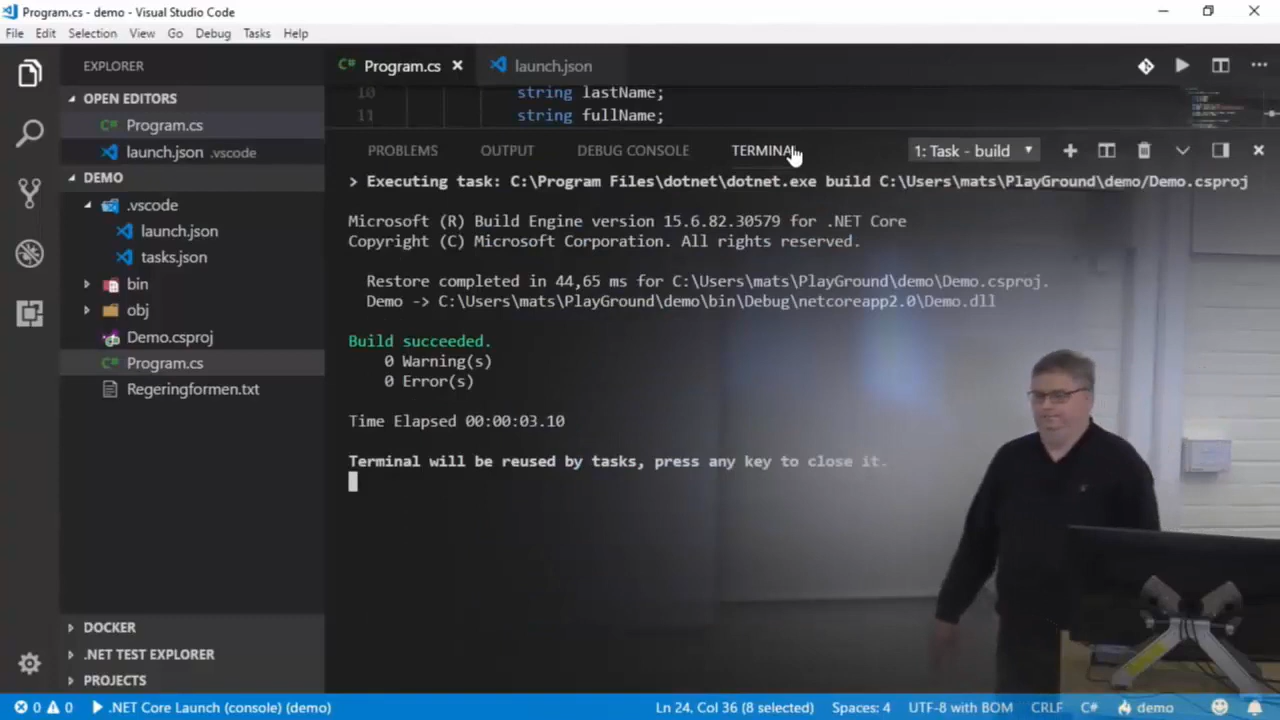 Program.cs - demo - Visual Studio Code
File Edit Selection View Go Debug Tasks Help
EXPLORER
OPEN EDITORS
Program.cs
launch.json .vscode
DEMO
.vscode
launch.json
tasks.json
bin
obj
Demo.csproj
Program.cs
Regeringformen.txt
DOCKER
.NET TEST EXPLORER
PROJECTS
Program.cs launch.json
10 string lastName;
11 string fullName;
PROBLEMS OUTPUT DEBUG CONSOLE TERMINAL 1: Task - build
> Executing task: C:\Program Files\dotnet\dotnet.exe build C:\Users\mats\PlayGround\demo/Demo.csproj
Microsoft (R) Build Engine version 15.6.82.30579 for .NET Core
Copyright (C) Microsoft Corporation. All rights reserved.
Restore completed in 44,65 ms for C:\Users\mats\PlayGround\demo\Demo.csproj.
Demo -> C:\Users\mats\PlayGround\demo\bin\Debug\netcoreapp2.0\Demo.dll
Build succeeded.
0 Warning(s)
0 Error(s)
Time Elapsed 00:00:03.10
Terminal will be reused by tasks, press any key to close it.
0 0 .NET Core Launch (console) (demo) Ln 24, Col 36 (8 selected) Spaces: 4 UTF-8 with BOM CRLF C# demo